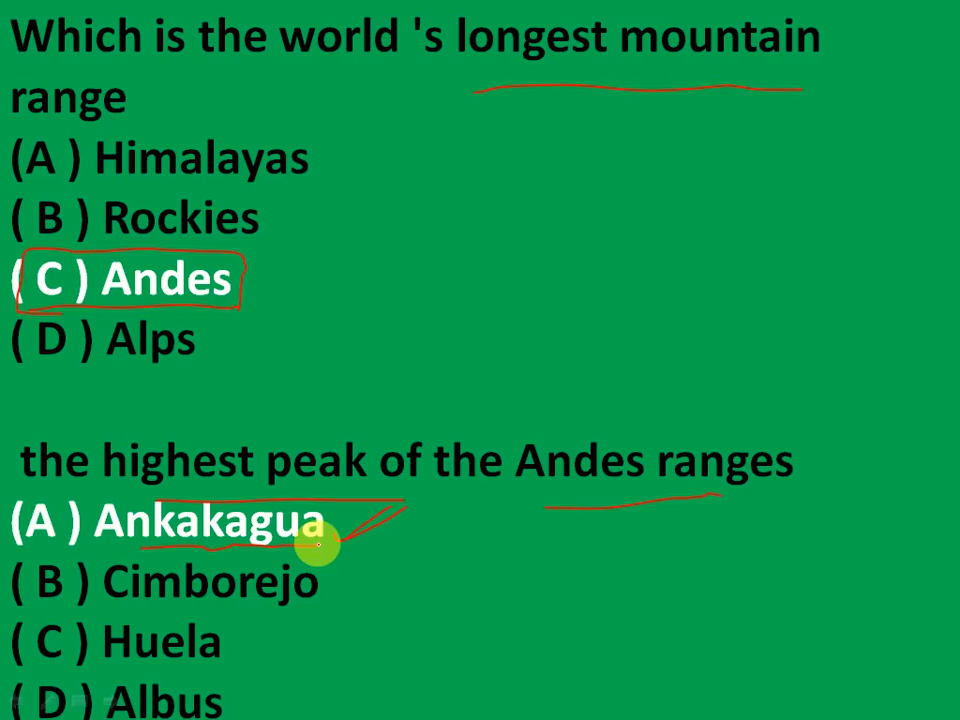 Which is the world 's longest mountain
range
(A ) Himalayas
( B ) Rockies
( C ) Andes
( D ) Alps
the highest peak of the Andes ranges
(A ) Ankakagua
( B ) Cimborejo
( C ) Huela
( D ) Albus